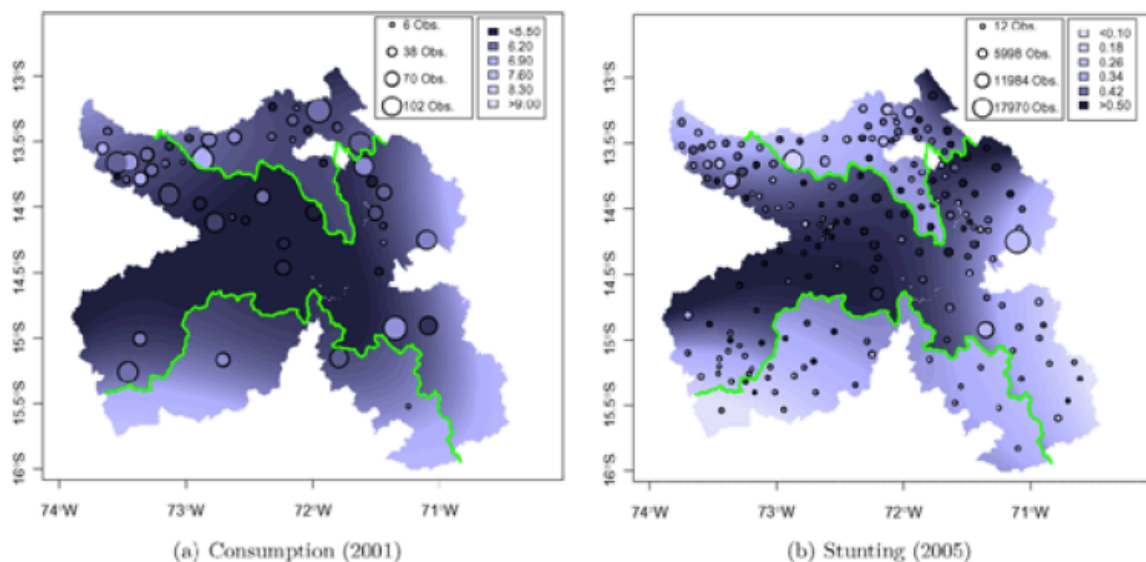 6 Obs.
38 Obs.
70 Obs.
102 Obs.
<5.50
6.20
6.90
7.60
8.30
>9.00
13°S
13.5°S
14°S
14.5°S
15°S
15.5°S
16°S
74°W
73°W
72°W
71°W
(a) Consumption (2001)
12 Obs.
5998 Obs.
11984 Obs.
17970 Obs.
<0.10
0.18
0.26
0.34
0.42
>0.50
13°S
13.5°S
14°S
14.5°S
15°S
15.5°S
16°S
74°W
73°W
72°W
71°W
(b) Stunting (2005)